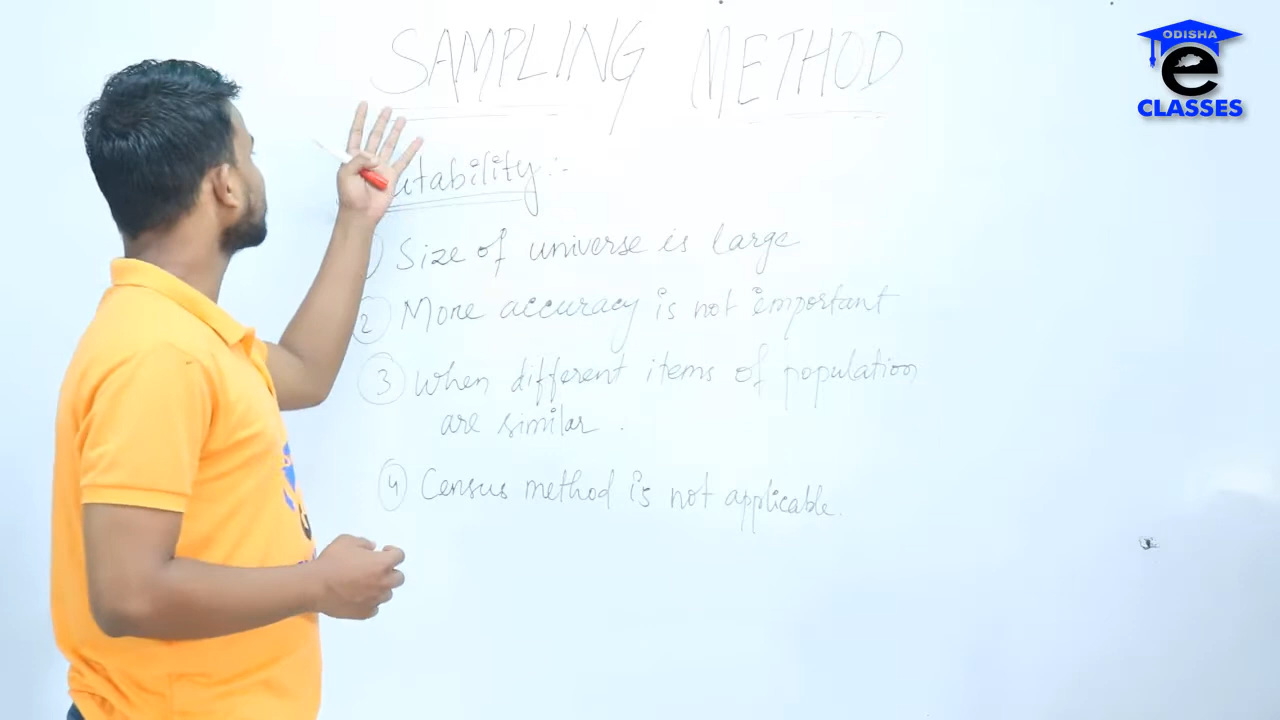 SAMPLING METHOD
utability:-
Size of universe is large
2 More accuracy is not important
3 When different items of population
are similar.
4 Census method is not applicable.
ODISHA
e
CLASSES